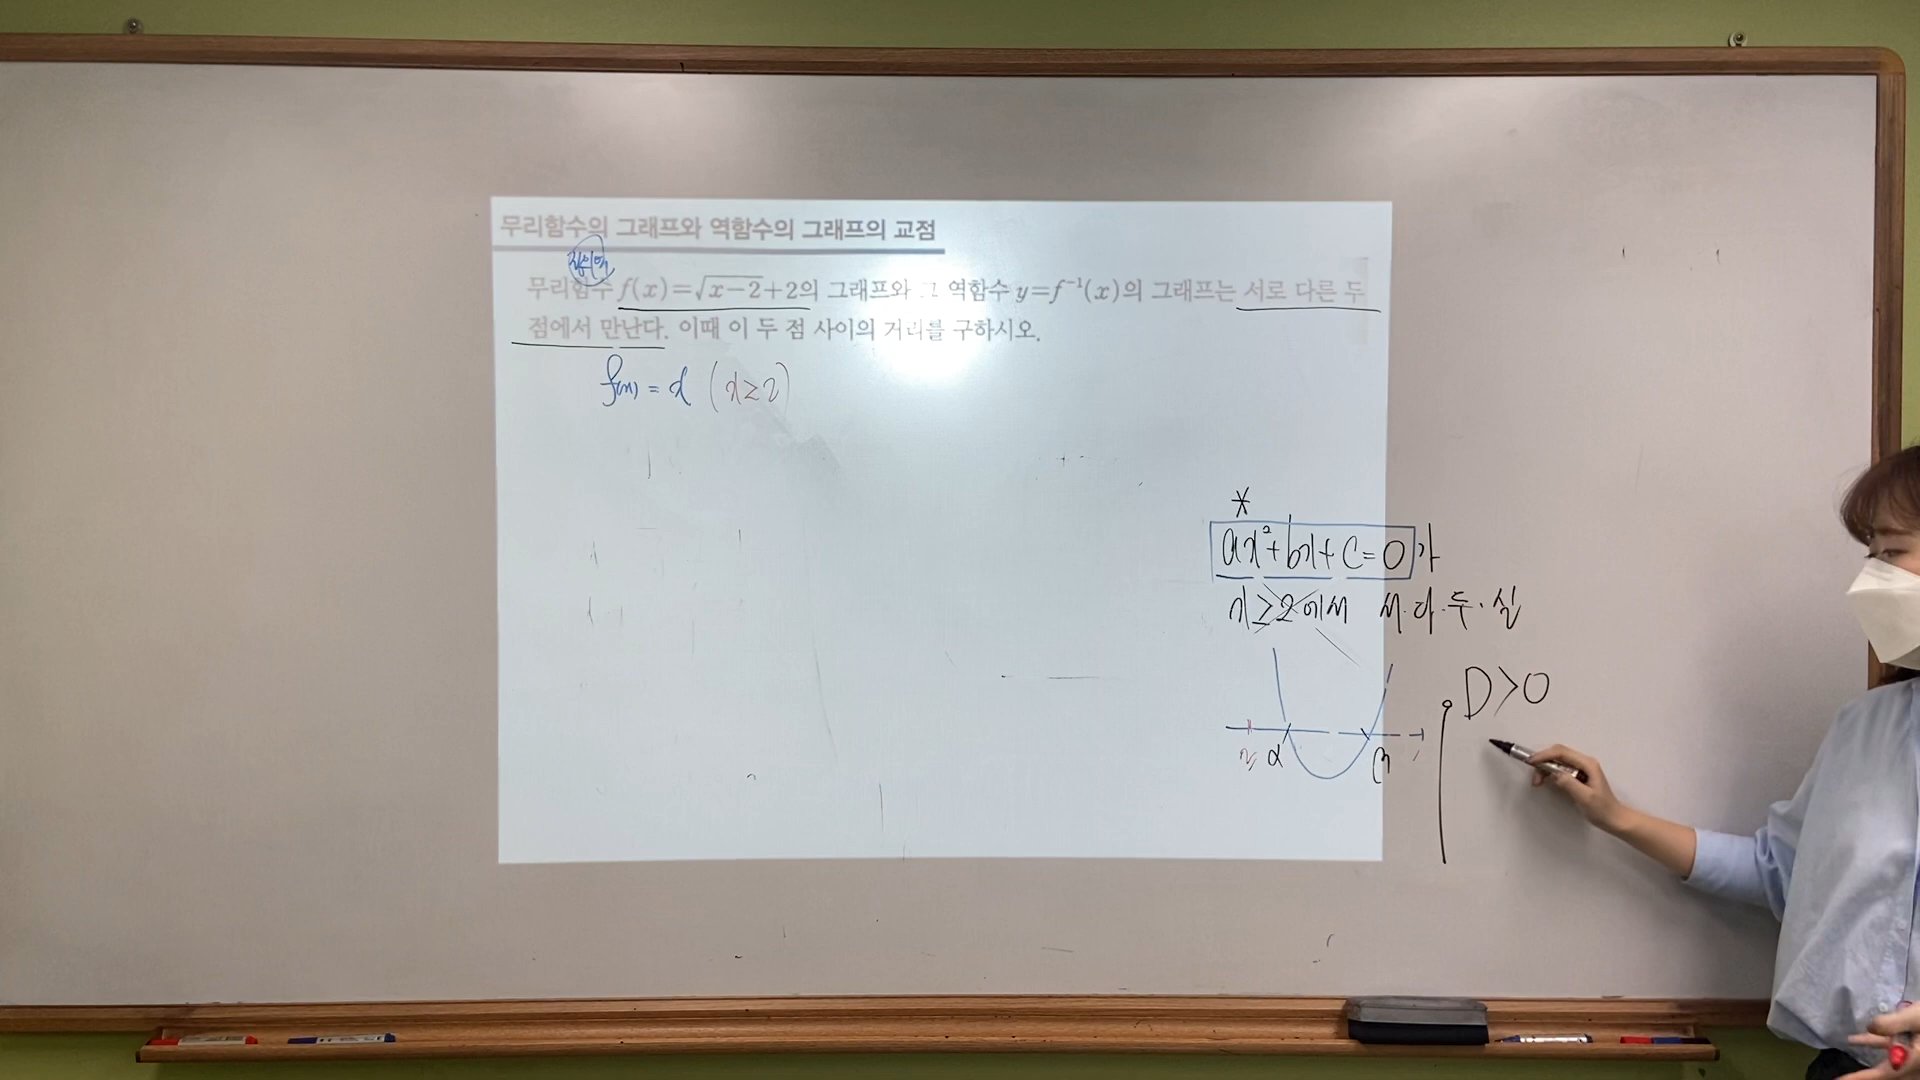 무리함수의 그래프와 역함수의 그래프의 교점
무리함수 f(x)=√x-2+2의 그래프와 그 역함수 y=f⁻¹(x)의 그래프는 서로 다른 두
점에서 만난다. 이때 이 두 점 사이의 거리를 구하시오.
f(x) = x (x≥2)
*
ax²+bx+c=0가
x≥2에서 서·다·두·실
D>0
2 α β